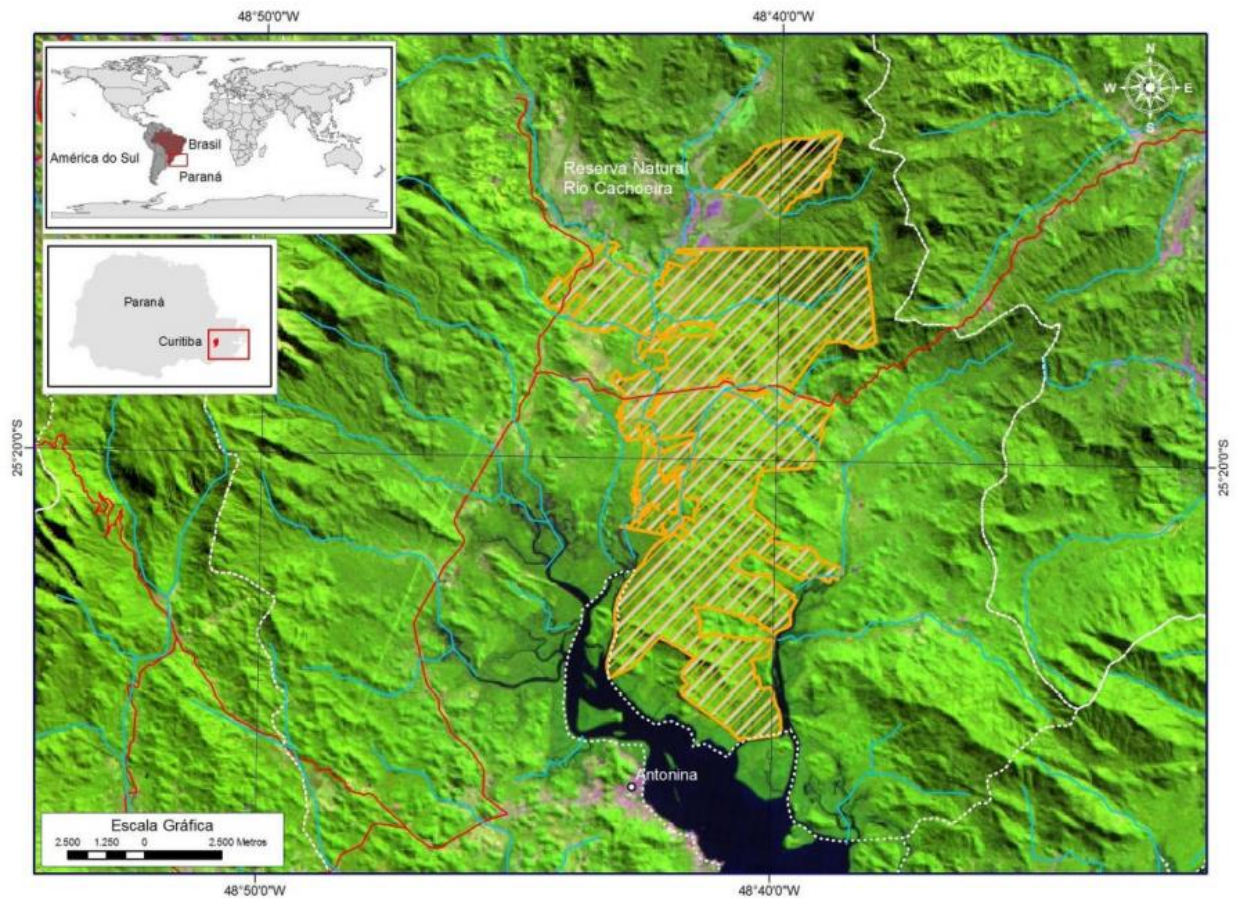 48°50'0"W
48°40'0"W
N
W
E
S
América do Sul
Brasil
Paraná
Reserva Natural
Rio Cachoeira
Paraná
Curitiba
25°20'0"S
25°20'0"S
Antonina
Escala Gráfica
2.500 1.250 0 2.500 Metros
48°50'0"W
48°40'0"W